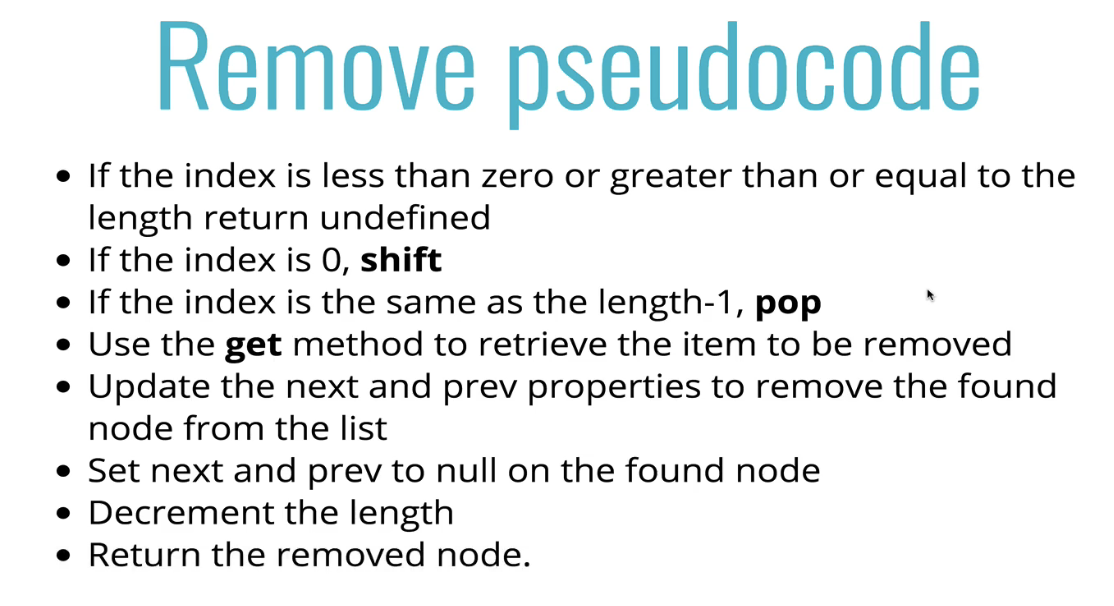 Remove pseudocode
• If the index is less than zero or greater than or equal to the
length return undefined
• If the index is 0, shift
• If the index is the same as the length-1, pop
• Use the get method to retrieve the item to be removed
• Update the next and prev properties to remove the found
node from the list
• Set next and prev to null on the found node
• Decrement the length
• Return the removed node.